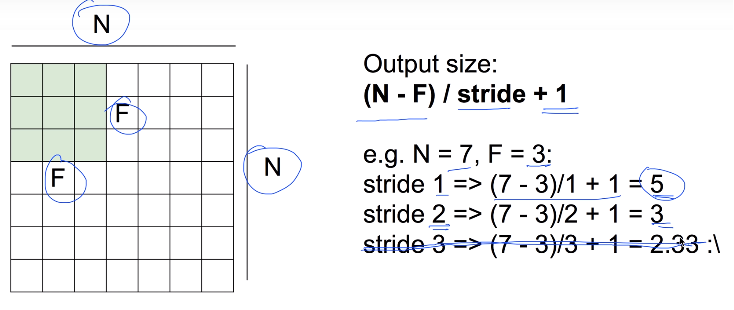 N
F
F
N
Output size:
(N - F) / stride + 1
e.g. N = 7, F = 3:
stride 1 => (7 - 3)/1 + 1 = 5
stride 2 => (7 - 3)/2 + 1 = 3
stride 3 => (7 - 3)/3 + 1 = 2.33 :\